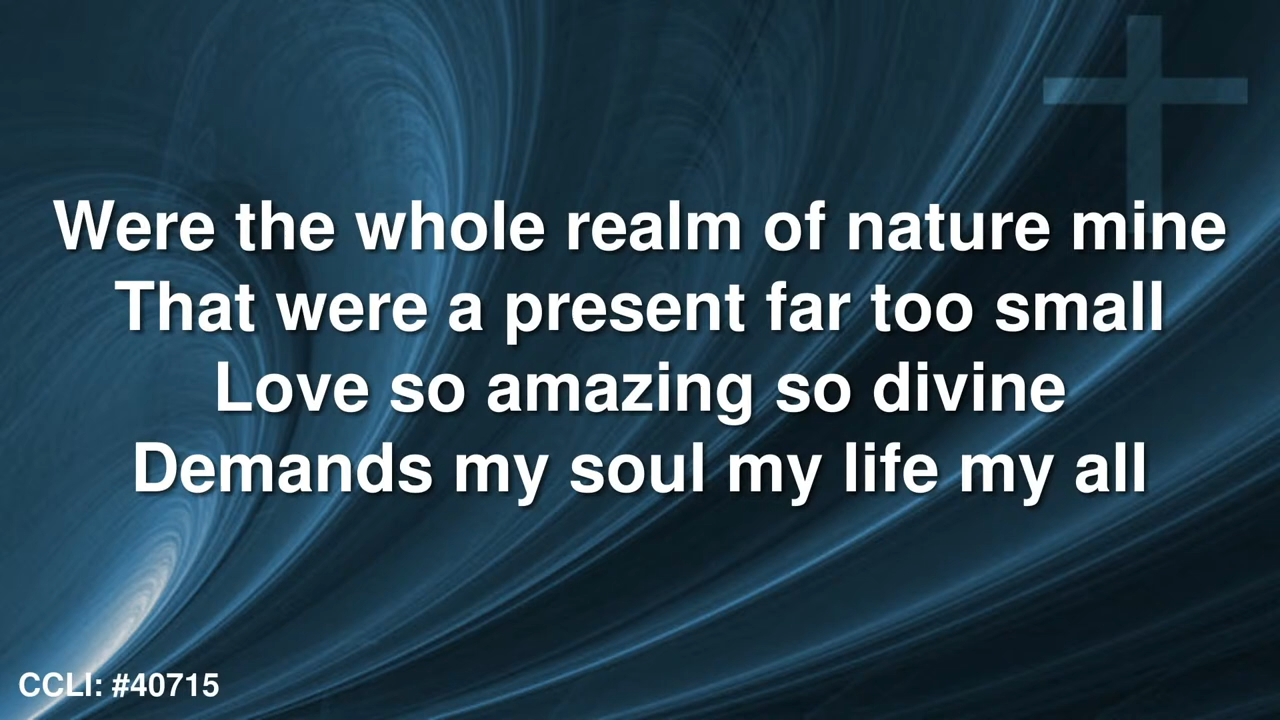 Were the whole realm of nature mine
That were a present far too small
Love so amazing so divine
Demands my soul my life my all
CCLI: #40715